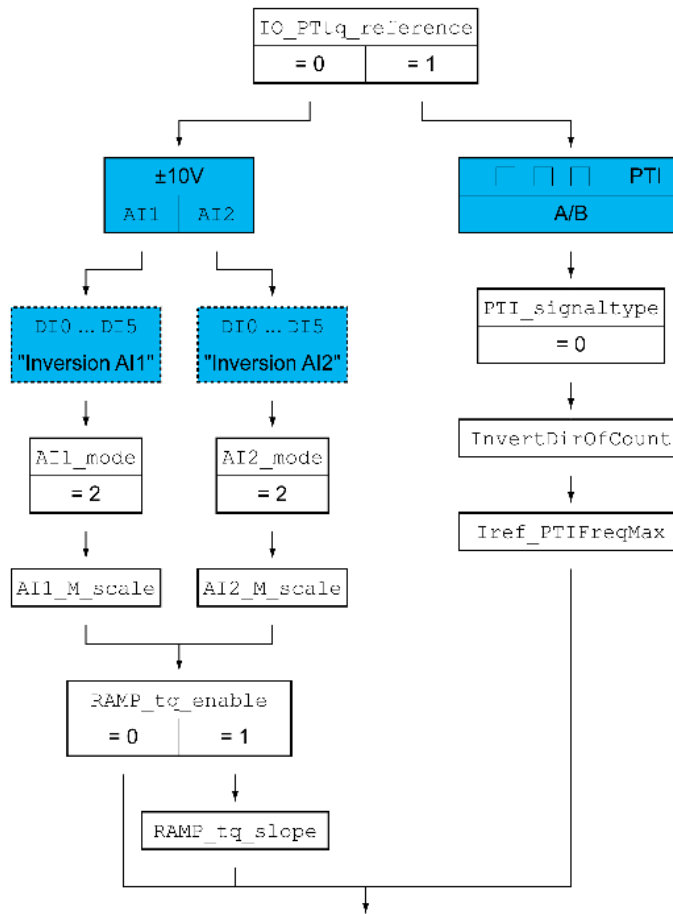 IO_PTtq_reference
= 0 = 1
±10V
AI1 AI2
PTI
A/B
DI0 ... DI5
"Inversion AI1"
DI0 ... DI5
"Inversion AI2"
PTI_signaltype
= 0
AI1_mode
= 2
AI2_mode
= 2
InvertDirOfCount
Iref_PTIFreqMax
AI1_M_scale
AI2_M_scale
RAMP_tq_enable
= 0 = 1
RAMP_tq_slope